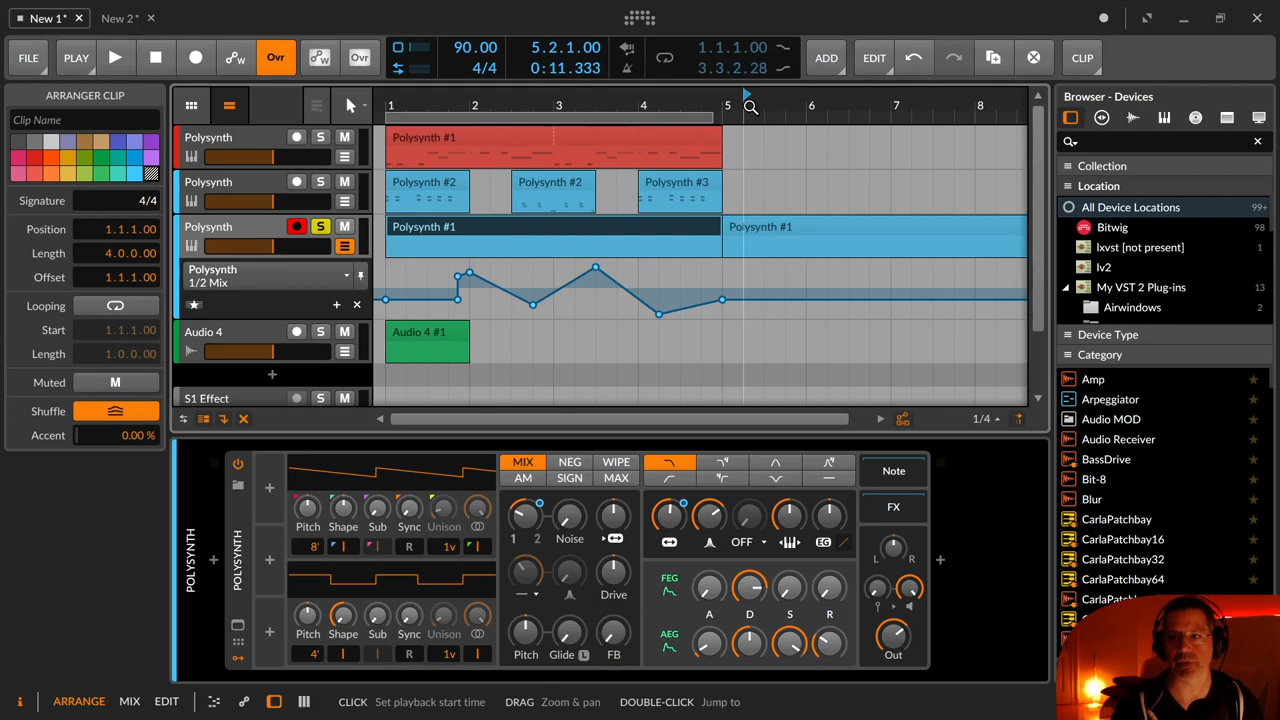 New 1*
New 2*
FILE
PLAY
Ovr
Ovr
90.00
4/4
5.2.1.00
0:11.333
1.1.1.00
3.3.2.28
ADD
EDIT
CLIP
ARRANGER CLIP
Clip Name
Signature 4/4
Position 1.1.1.00
Length 4.0.0.00
Offset 1.1.1.00
Looping
Start 1.1.1.00
Length 1.0.0.00
Muted M
Shuffle
Accent 0.00 %
1 2 3 4 5 6 7 8
Polysynth S M
Polysynth #1
Polysynth S M
Polysynth #2
Polysynth #2
Polysynth #3
Polysynth S M
Polysynth #1
Polysynth #1
Polysynth
1/2 Mix
Audio 4 S M
Audio 4 #1
S1 Effect S M
1/4
POLYSYNTH
POLYSYNTH
Pitch Shape Sub Sync Unison
8' R 1v
Pitch Shape Sub Sync Unison
4' R 1v
MIX NEG WIPE
AM SIGN MAX
1 2 Noise
Drive
Pitch Glide L FB
OFF EG
FEG
A D S R
AEG
Note
FX
L R
Out
Browser - Devices
Collection
Location
All Device Locations 99+
Bitwig 98
lxvst [not present] 1
lv2
My VST 2 Plug-ins 13
Airwindows 2
Device Type
Category
Amp
Arpeggiator
Audio MOD
Audio Receiver
BassDrive
Bit-8
Blur
CarlaPatchbay
CarlaPatchbay16
CarlaPatchbay32
CarlaPatchbay64
i ARRANGE MIX EDIT
CLICK Set playback start time DRAG Zoom & pan DOUBLE-CLICK Jump to